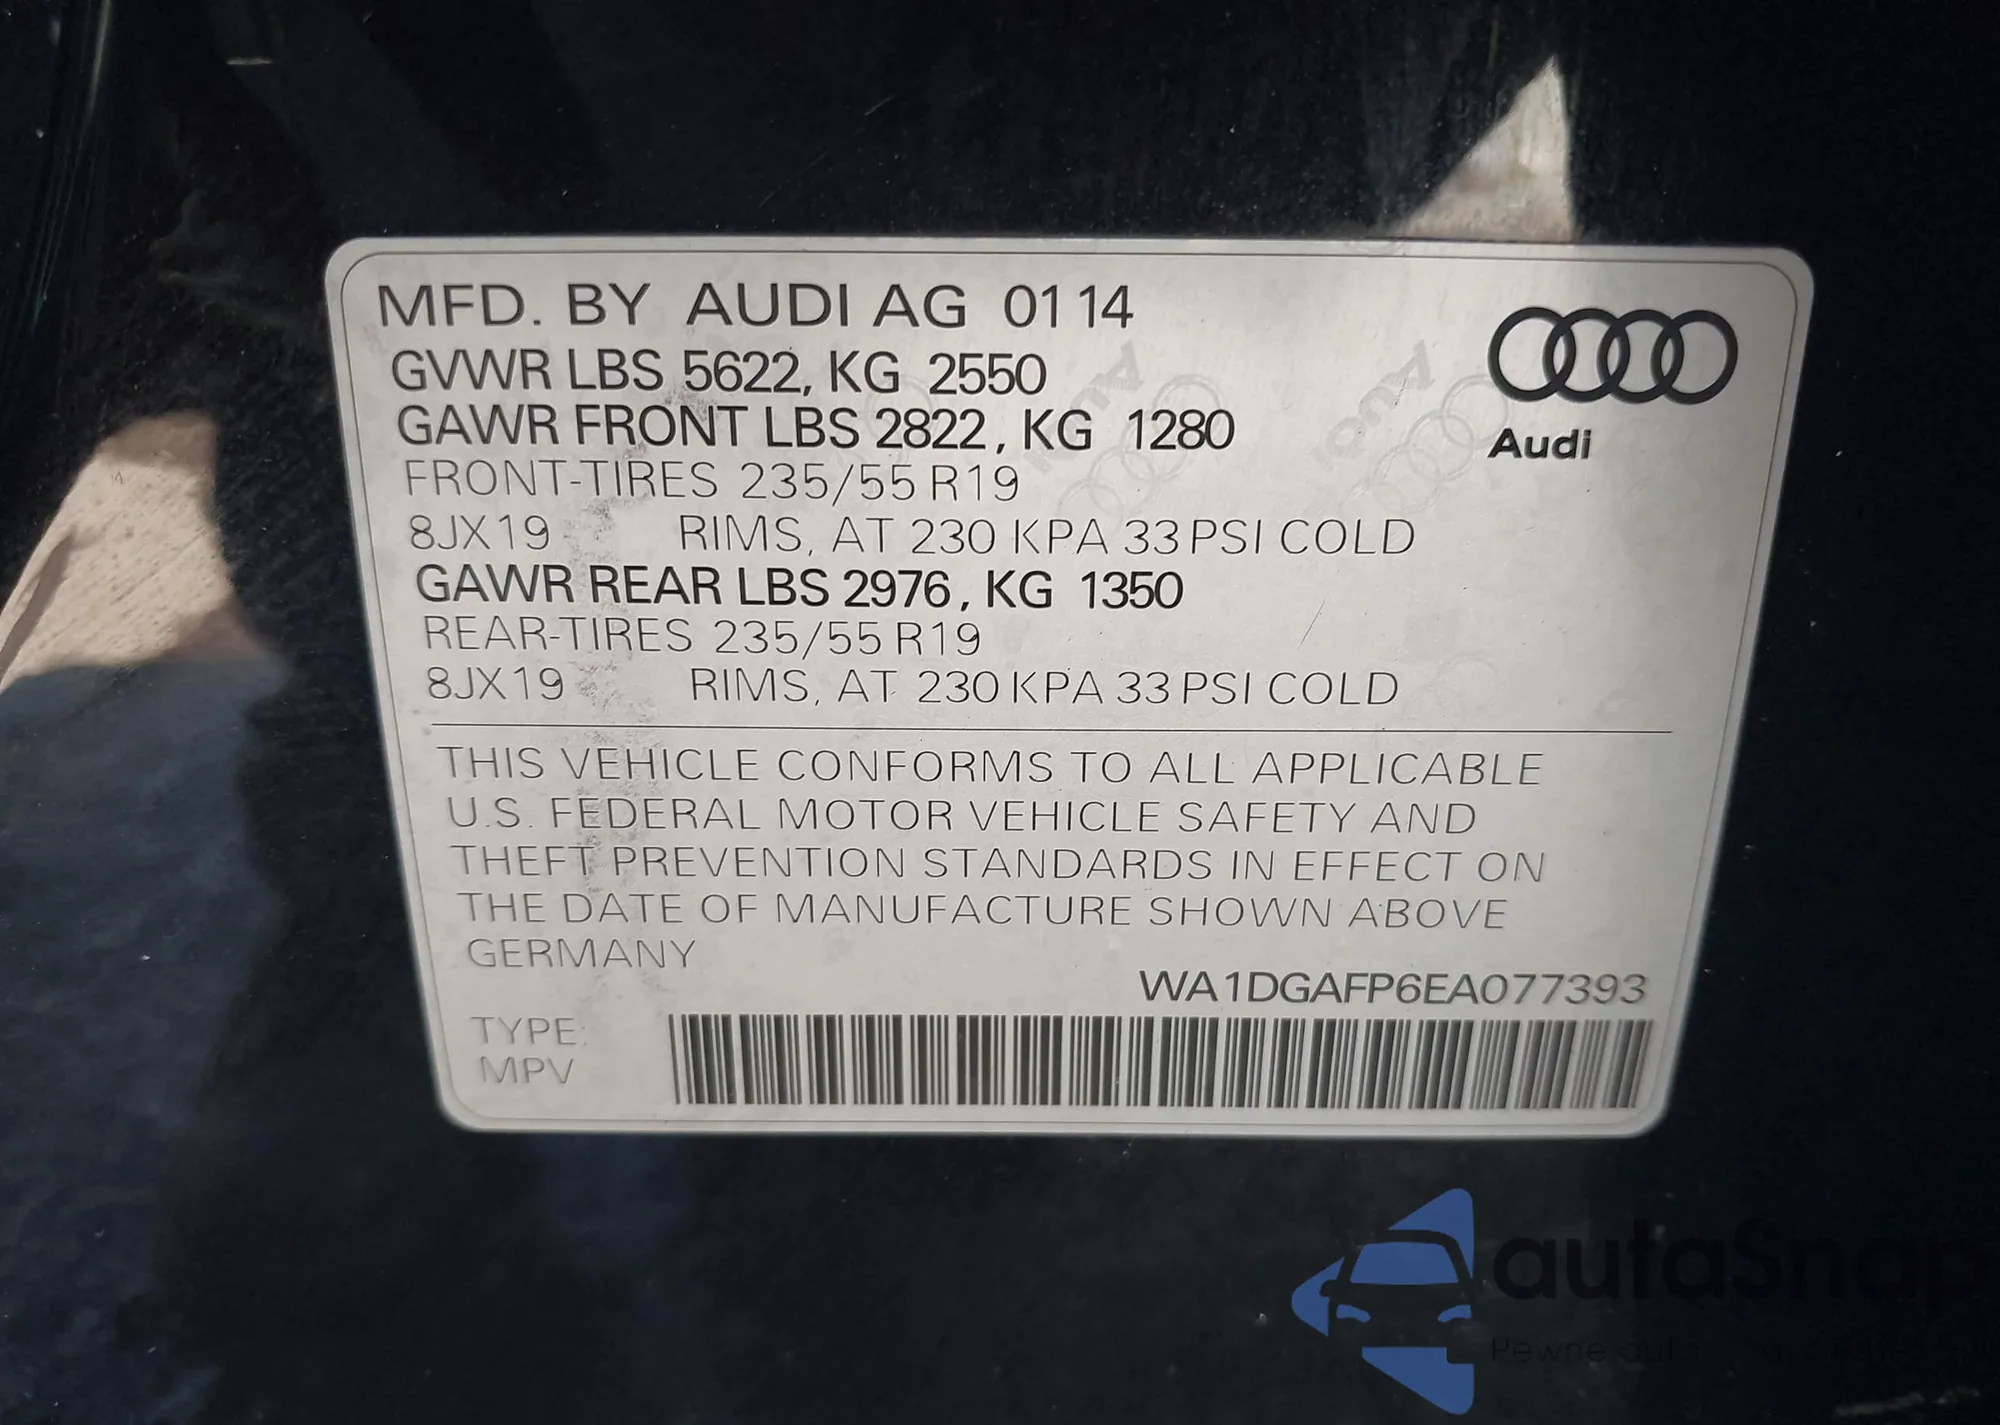 MFD. BY AUDI AG 01 14
GVWR LBS 5622, KG 2550
GAWR FRONT LBS 2822, KG 1280
FRONT-TIRES 235/55 R19
8JX19 RIMS, AT 230 KPA 33 PSI COLD
GAWR REAR LBS 2976, KG 1350
REAR-TIRES 235/55 R19
8JX19 RIMS, AT 230 KPA 33 PSI COLD
Audi
THIS VEHICLE CONFORMS TO ALL APPLICABLE
U.S. FEDERAL MOTOR VEHICLE SAFETY AND
THEFT PREVENTION STANDARDS IN EFFECT ON
THE DATE OF MANUFACTURE SHOWN ABOVE
GERMANY
WA1DGAFP6EA077393
TYPE:
MPV
autaSnap
Pewne